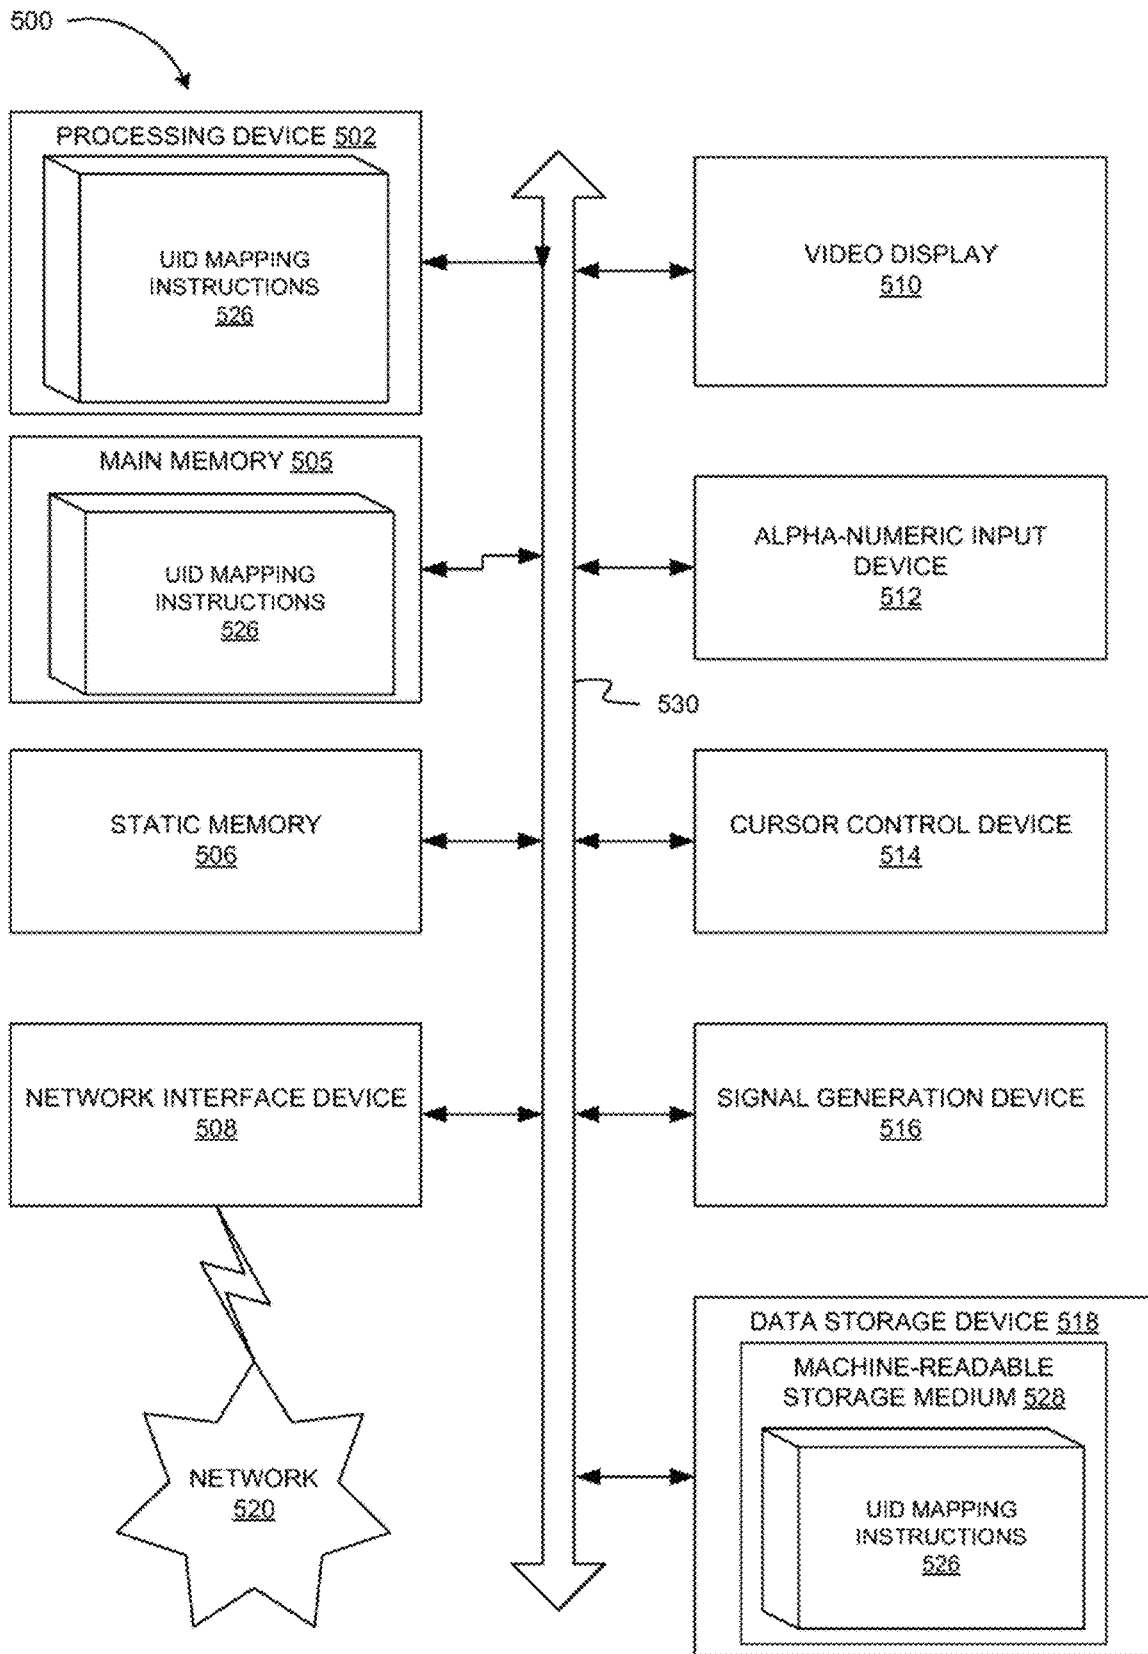 500
PROCESSING DEVICE 502
UID MAPPING
INSTRUCTIONS
526
VIDEO DISPLAY
510
MAIN MEMORY 505
UID MAPPING
INSTRUCTIONS
526
ALPHA-NUMERIC INPUT
DEVICE
512
530
STATIC MEMORY
506
CURSOR CONTROL DEVICE
514
NETWORK INTERFACE DEVICE
508
SIGNAL GENERATION DEVICE
516
DATA STORAGE DEVICE 518
MACHINE-READABLE
STORAGE MEDIUM 528
UID MAPPING
INSTRUCTIONS
526
NETWORK
520